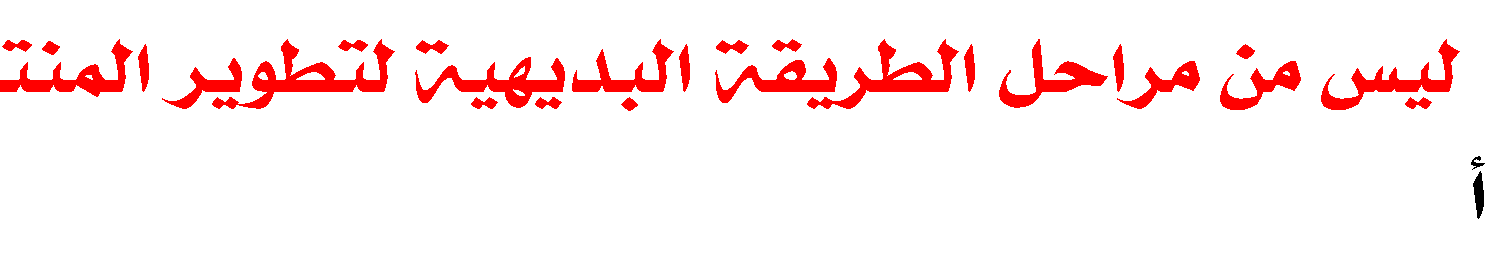 ليس من مراحل الطريقة البديهية لتطوير المنت
أ